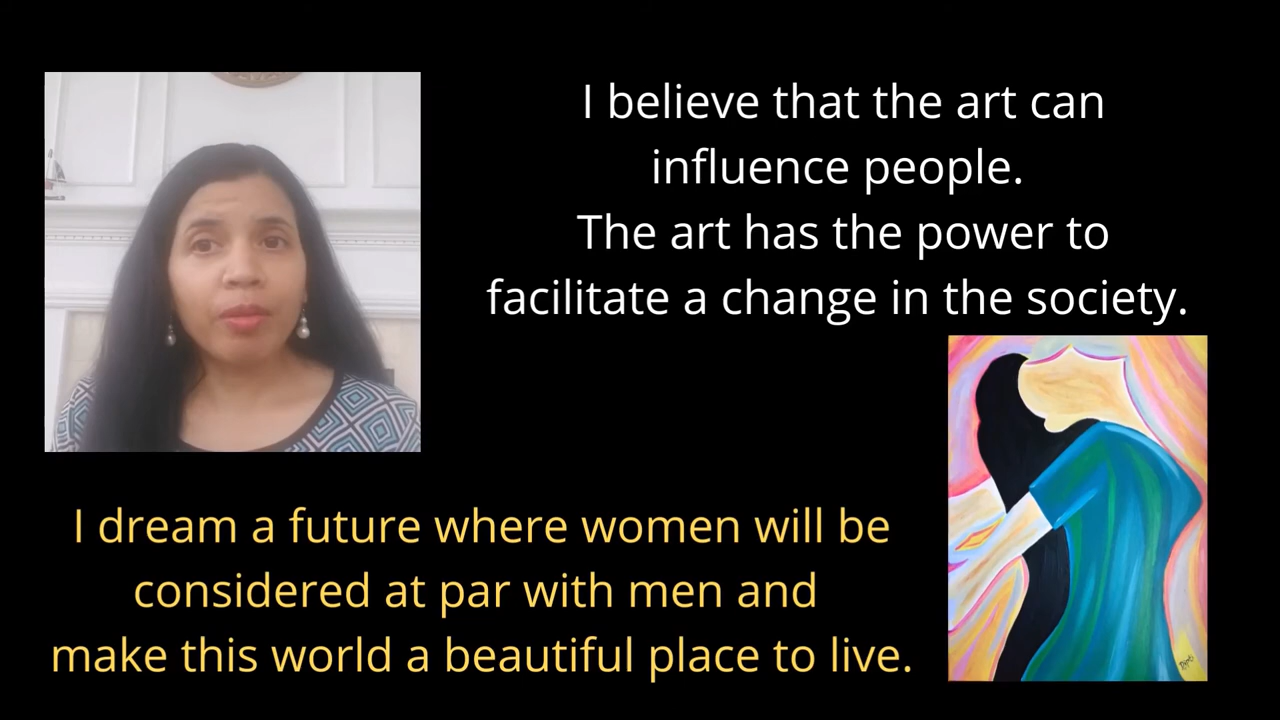 I believe that the art can
influence people.
The art has the power to
facilitate a change in the society.
I dream a future where women will be
considered at par with men and
make this world a beautiful place to live.